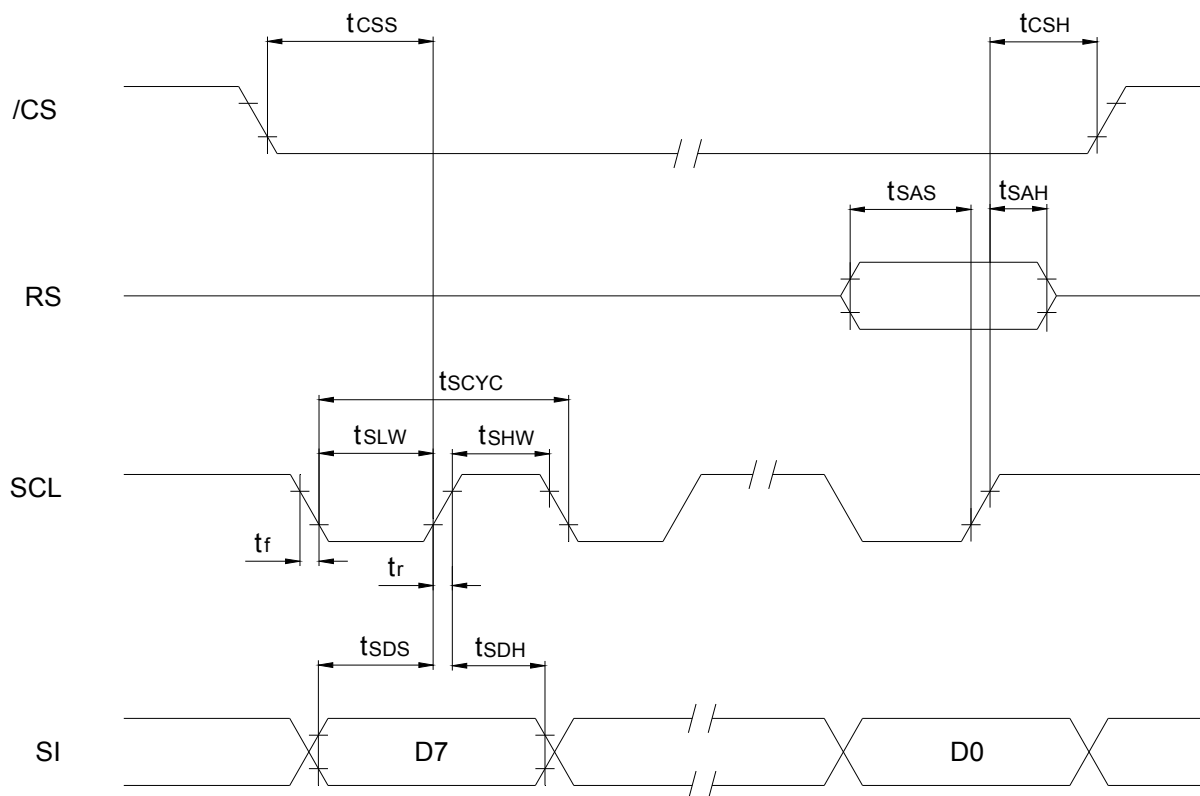 tCSS
tCSH
/CS
tSAS
tSAH
RS
tSCYC
tSLW
tSHW
SCL
tf
tr
tSDS
tSDH
SI
D7
D0